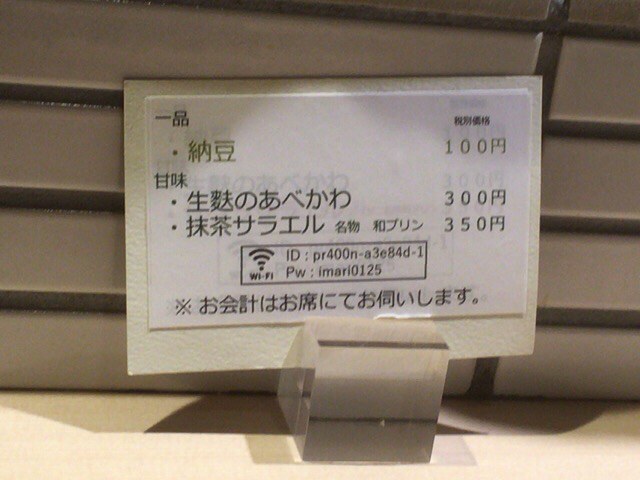 一品 税別価格
・納豆 100円
甘味
・生麩のあべかわ 300円
・抹茶サラエル 名物 和プリン 350円
Wi-Fi
ID：pr400n-a3e84d-1
Pw：imari0125
※ お会計はお席にてお伺いします。